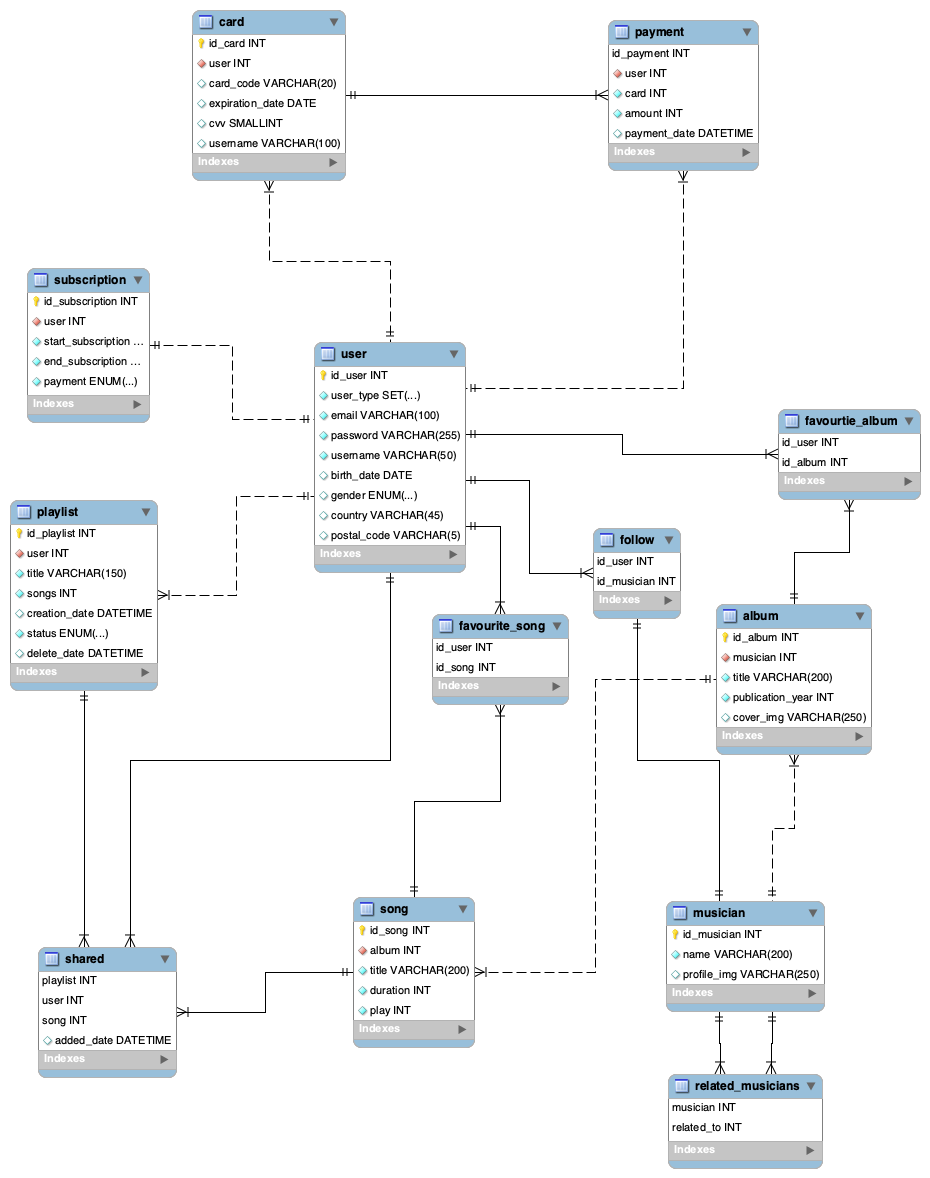 card
id_card INT
user INT
card_code VARCHAR(20)
expiration_date DATE
cvv SMALLINT
username VARCHAR(100)
Indexes
payment
id_payment INT
user INT
card INT
amount INT
payment_date DATETIME
Indexes
subscription
id_subscription INT
user INT
start_subscription ...
end_subscription ...
payment ENUM(...)
Indexes
user
id_user INT
user_type SET(...)
email VARCHAR(100)
password VARCHAR(255)
username VARCHAR(50)
birth_date DATE
gender ENUM(...)
country VARCHAR(45)
postal_code VARCHAR(5)
Indexes
favourtie_album
id_user INT
id_album INT
Indexes
playlist
id_playlist INT
user INT
title VARCHAR(150)
songs INT
creation_date DATETIME
status ENUM(...)
delete_date DATETIME
Indexes
follow
id_user INT
id_musician INT
Indexes
favourite_song
id_user INT
id_song INT
Indexes
album
id_album INT
musician INT
title VARCHAR(200)
publication_year INT
cover_img VARCHAR(250)
Indexes
song
id_song INT
album INT
title VARCHAR(200)
duration INT
play INT
Indexes
musician
id_musician INT
name VARCHAR(200)
profile_img VARCHAR(250)
Indexes
shared
playlist INT
user INT
song INT
added_date DATETIME
Indexes
related_musicians
musician INT
related_to INT
Indexes